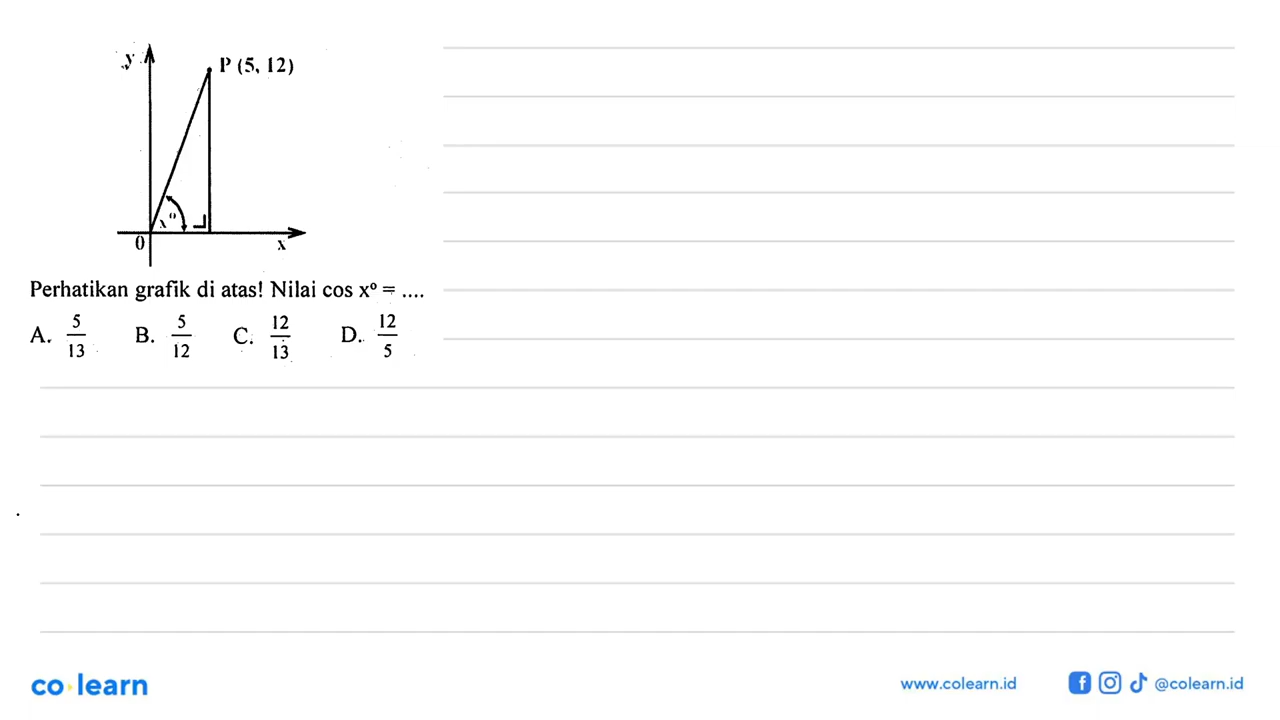 y P (5, 12)
x°
0 x
Perhatikan grafik di atas! Nilai cos x° = ....
A. 5/13 B. 5/12 C. 12/13 D. 12/5
co learn
www.colearn.id @colearn.id